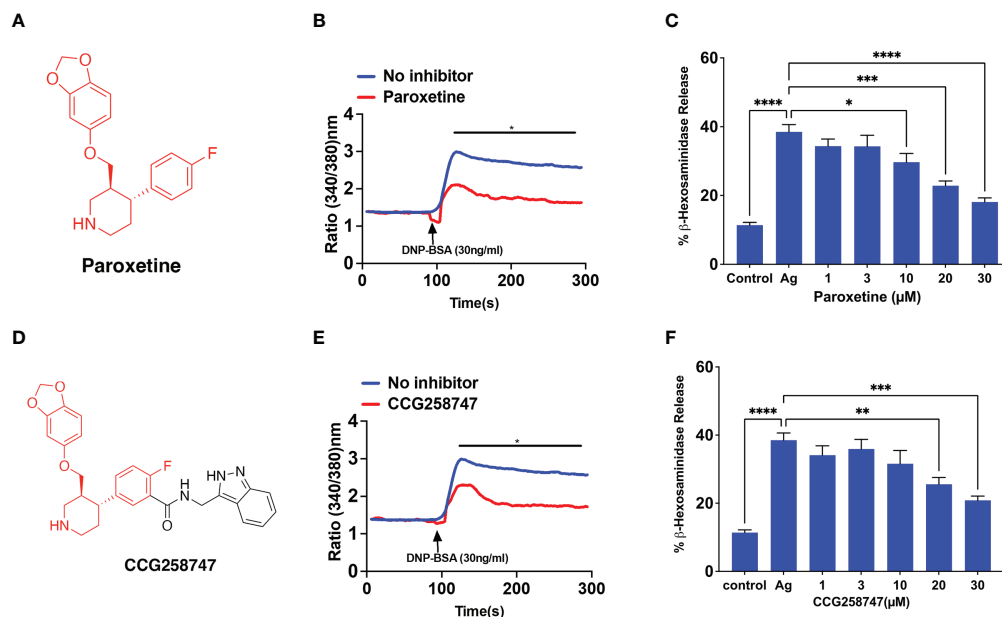 A
O
O
O
F
HN
Paroxetine
B
No inhibitor
Paroxetine
Ratio (340/380)nm
4
3
2
1
0
*
DNP-BSA (30ng/ml)
0 100 200 300
Time(s)
C
% β-Hexosaminidase Release
60
40
20
0
****
***
**** *
Control Ag 1 3 10 20 30
Paroxetine (µM)
D
O
O
O
F
H
N
2HN
N
O
HN
CCG258747
E
No inhibitor
CCG258747
Ratio (340/380)nm
4
3
2
1
0
*
DNP-BSA (30ng/ml)
0 100 200 300
Time(s)
F
% β-Hexosaminidase Release
60
40
20
0
***
**** **
control Ag 1 3 10 20 30
CCG258747(µM)